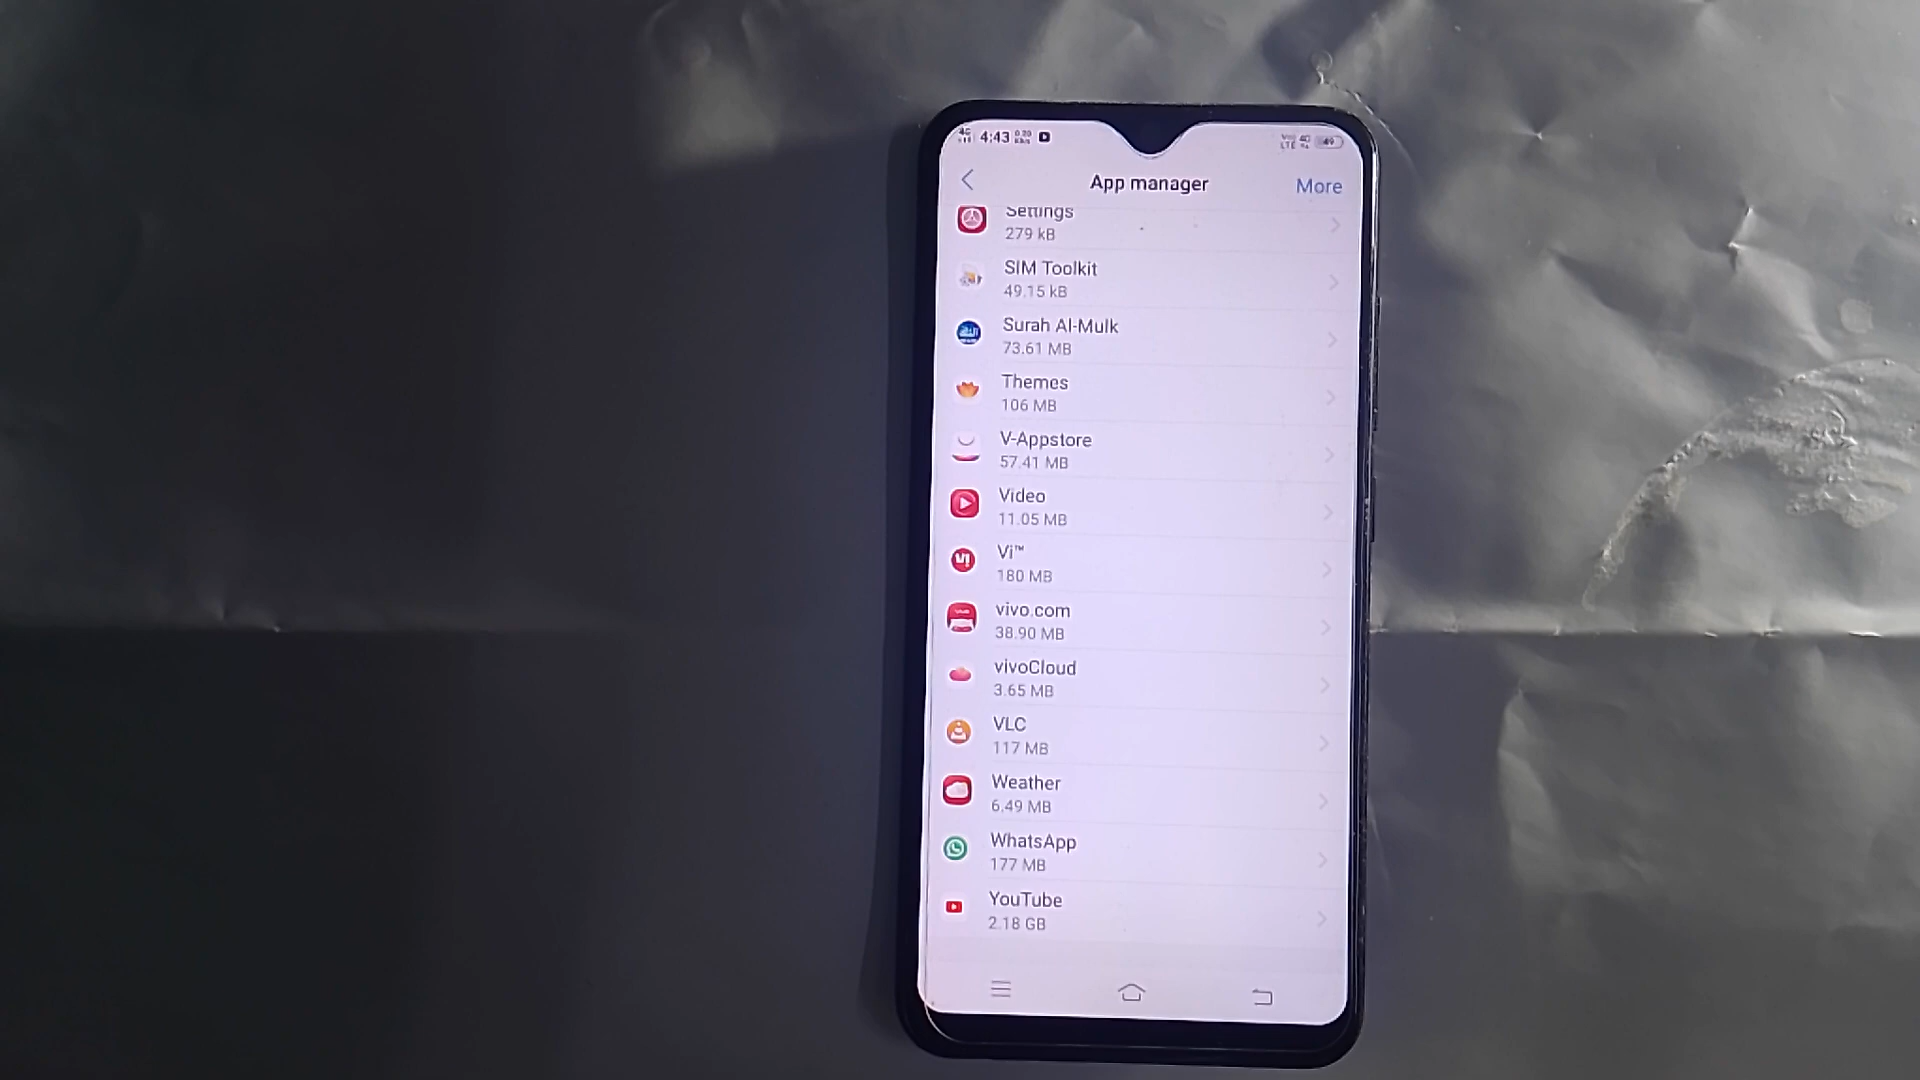 4:43
App manager
More
Settings
279 kB
SIM Toolkit
49.15 kB
Surah Al-Mulk
73.61 MB
Themes
106 MB
V-Appstore
57.41 MB
Video
11.05 MB
Vi™
180 MB
vivo.com
38.90 MB
vivoCloud
3.65 MB
VLC
117 MB
Weather
6.49 MB
WhatsApp
177 MB
YouTube
2.18 GB